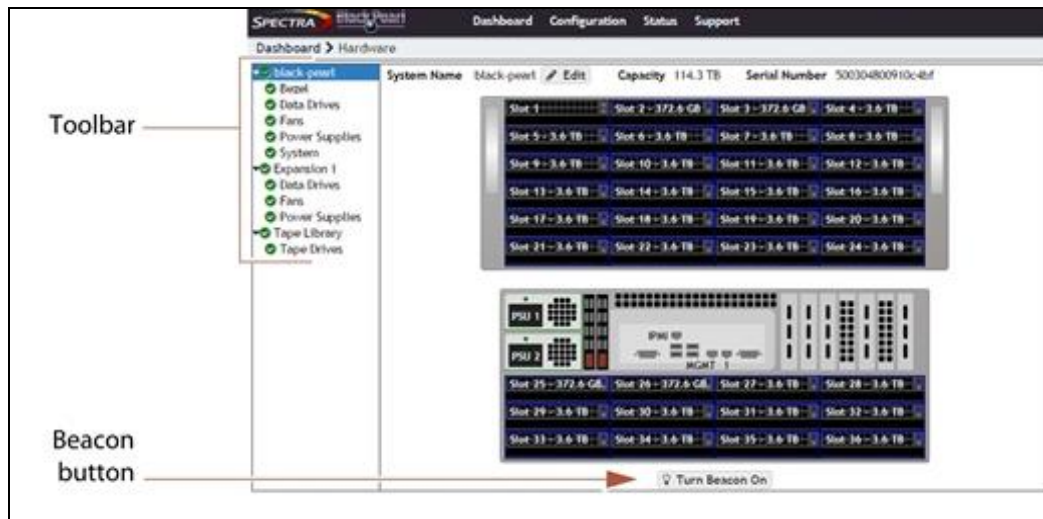 SPECTRA BlackPearl Dashboard Configuration Status Support
Dashboard > Hardware
Toolbar
black-pearl
Bezel
Data Drives
Fans
Power Supplies
System
Expansion 1
Data Drives
Fans
Power Supplies
Tape Library
Tape Drives
System Name black-pearl Edit Capacity 114.3 TB Serial Number 500304800910c4bf
Slot 1 Slot 2 - 372.6 GB Slot 3 - 372.6 GB Slot 4 - 3.6 TB
Slot 5 - 3.6 TB Slot 6 - 3.6 TB Slot 7 - 3.6 TB Slot 8 - 3.6 TB
Slot 9 - 3.6 TB Slot 10 - 3.6 TB Slot 11 - 3.6 TB Slot 12 - 3.6 TB
Slot 13 - 3.6 TB Slot 14 - 3.6 TB Slot 15 - 3.6 TB Slot 16 - 3.6 TB
Slot 17 - 3.6 TB Slot 18 - 3.6 TB Slot 19 - 3.6 TB Slot 20 - 3.6 TB
Slot 21 - 3.6 TB Slot 22 - 3.6 TB Slot 23 - 3.6 TB Slot 24 - 3.6 TB
PSU 1
IPMI
PSU 2
MGMT 1
Slot 25 - 372.6 GB Slot 26 - 372.6 GB Slot 27 - 3.6 TB Slot 28 - 3.6 TB
Slot 29 - 3.6 TB Slot 30 - 3.6 TB Slot 31 - 3.6 TB Slot 32 - 3.6 TB
Slot 33 - 3.6 TB Slot 34 - 3.6 TB Slot 35 - 3.6 TB Slot 36 - 3.6 TB
Beacon
button
Turn Beacon On